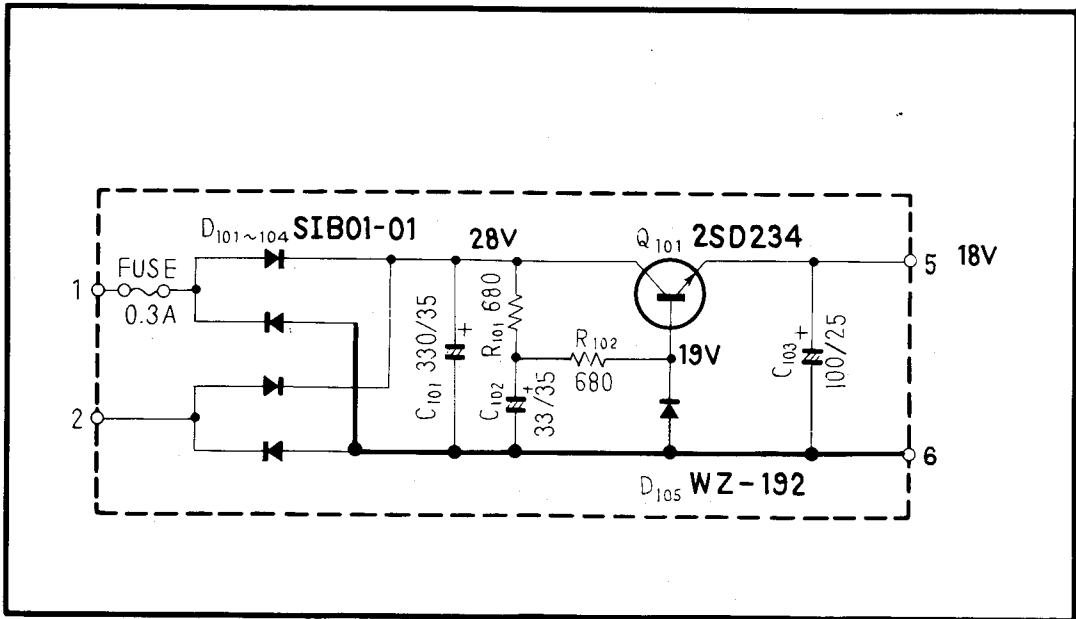 D101~104 SIB01-01
28V
Q101 2SD234
5 18V
FUSE
1
0.3A
R101 680
C101 330/35
+
R102
680
19V
C102 33/35
+
C103 100/25
+
2
6
D105 WZ-192